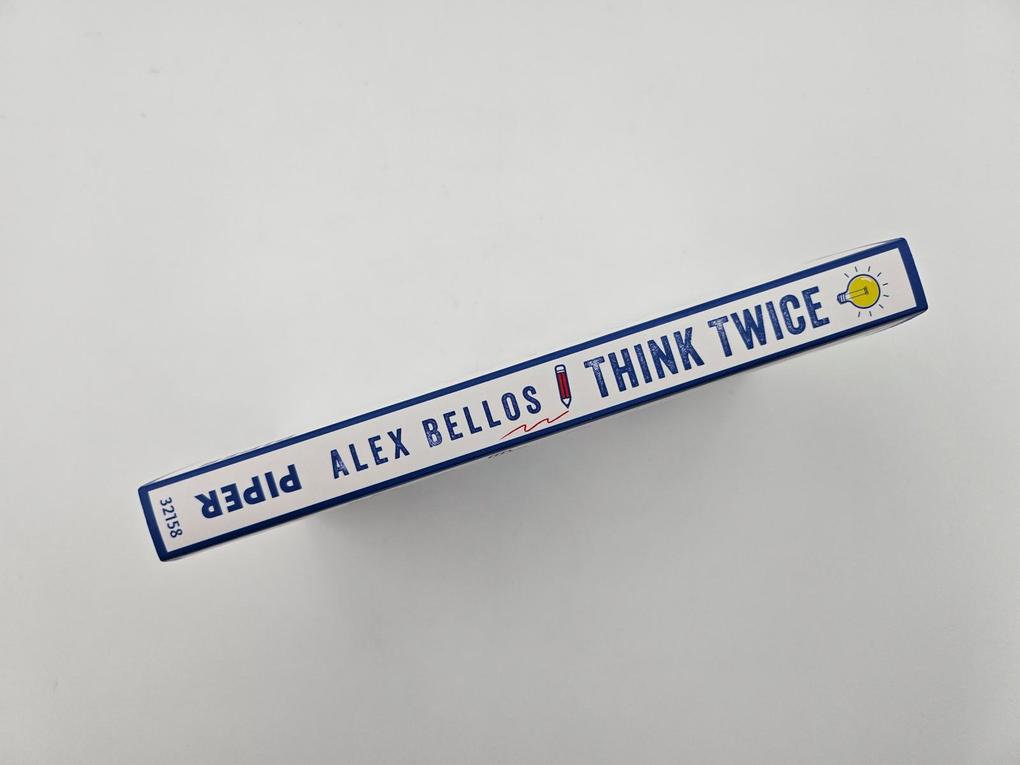 32158
PIPER
ALEX BELLOS
THINK TWICE